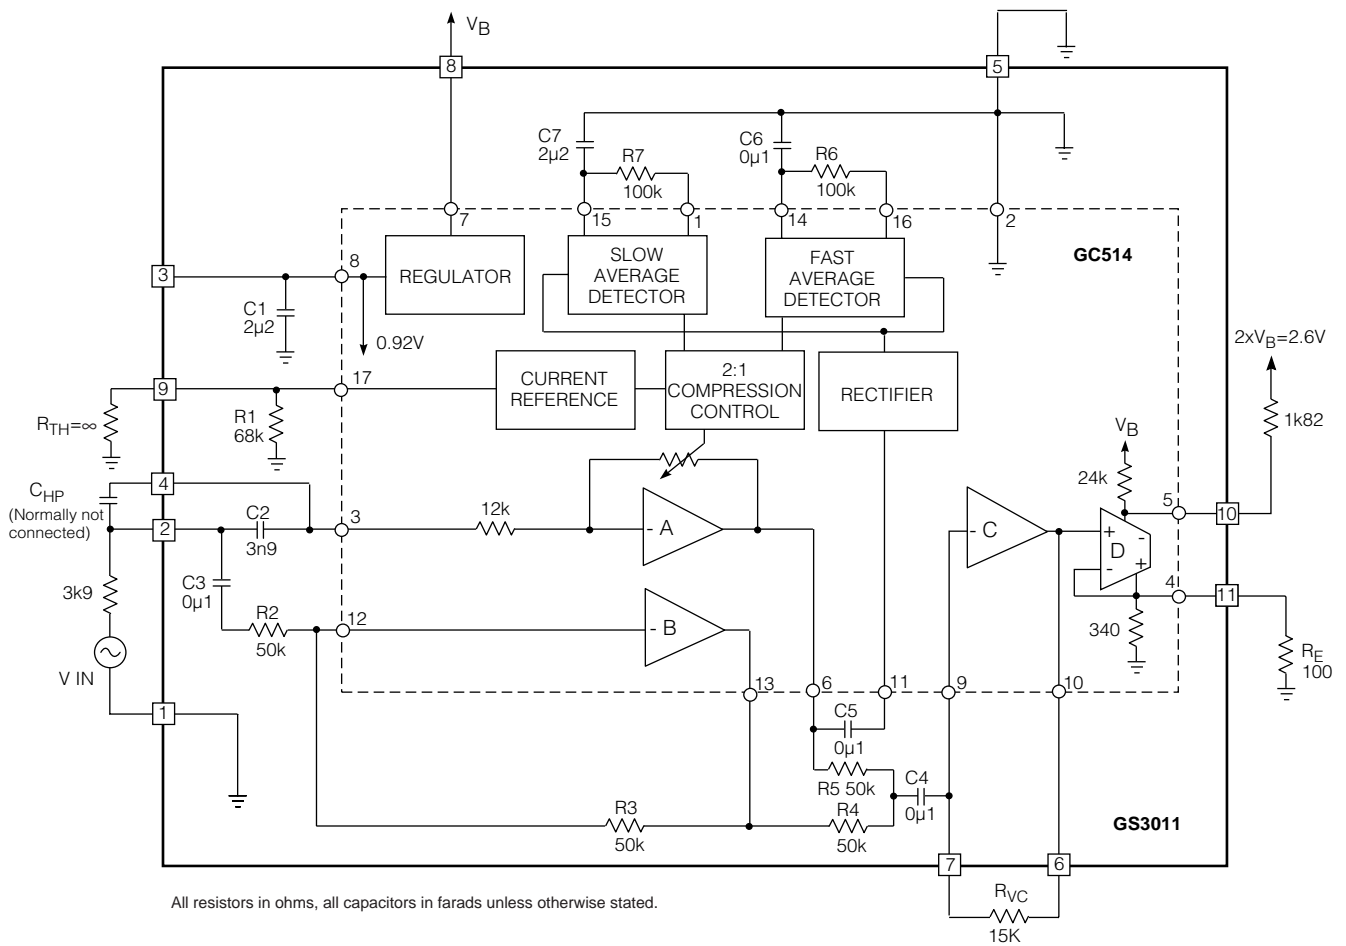 VB
8
5
C7
2µ2
R7
100k
C6
0µ1
R6
100k
7
15
1
14
16
2
GC514
REGULATOR
SLOW
AVERAGE
DETECTOR
FAST
AVERAGE
DETECTOR
3
8
C1
2µ2
0.92V
2xVB=2.6V
9
17
CURRENT
REFERENCE
2:1
COMPRESSION
CONTROL
RECTIFIER
RTH=∞
R1
68k
1k82
VB
24k
4
CHP
(Normally not
connected)
2
C2
3n9
3
12k
- A
- C
+
-
D
-
+
5
10
3k9
C3
0µ1
R2
50k
12
- B
4
11
340
RE
100
V IN
1
13
6
11
9
10
C5
0µ1
R5 50k
C4
0µ1
R3
50k
R4
50k
GS3011
7
6
RVC
15K
All resistors in ohms, all capacitors in farads unless otherwise stated.